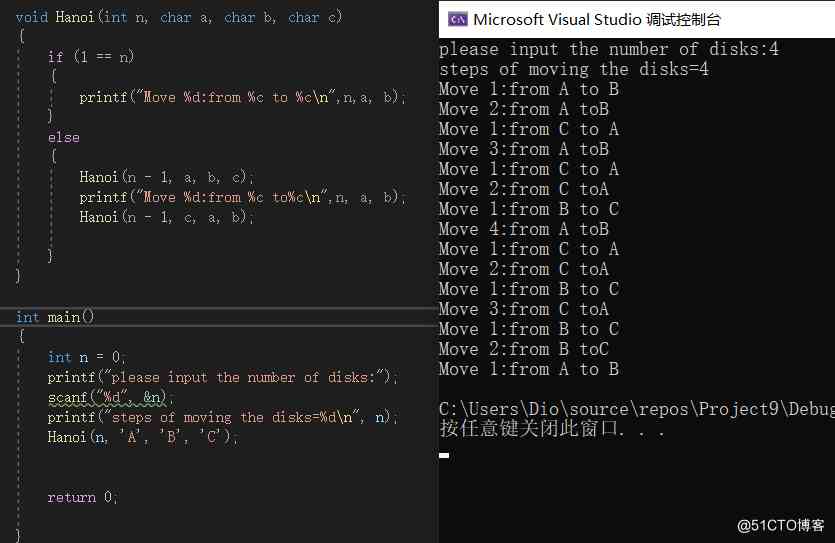 void Hanoi(int n, char a, char b, char c)
{
if (1 == n)
{
printf("Move %d:from %c to %c\n",n,a, b);
}
else
{
Hanoi(n - 1, a, b, c);
printf("Move %d:from %c to%c\n",n, a, b);
Hanoi(n - 1, c, a, b);
}
}
int main()
{
int n = 0;
printf("please input the number of disks:");
scanf("%d", &n);
printf("steps of moving the disks=%d\n", n);
Hanoi(n, 'A', 'B', 'C');
return 0;
}
Microsoft Visual Studio 调试控制台
please input the number of disks:4
steps of moving the disks=4
Move 1:from A to B
Move 2:from A toB
Move 1:from C to A
Move 3:from A toB
Move 1:from C to A
Move 2:from C toA
Move 1:from B to C
Move 4:from A toB
Move 1:from C to A
Move 2:from C toA
Move 1:from B to C
Move 3:from C toA
Move 1:from B to C
Move 2:from B toC
Move 1:from A to B
C:\Users\Dio\source\repos\Project9\Debug
按任意键关闭此窗口. . .
@51CTO博客